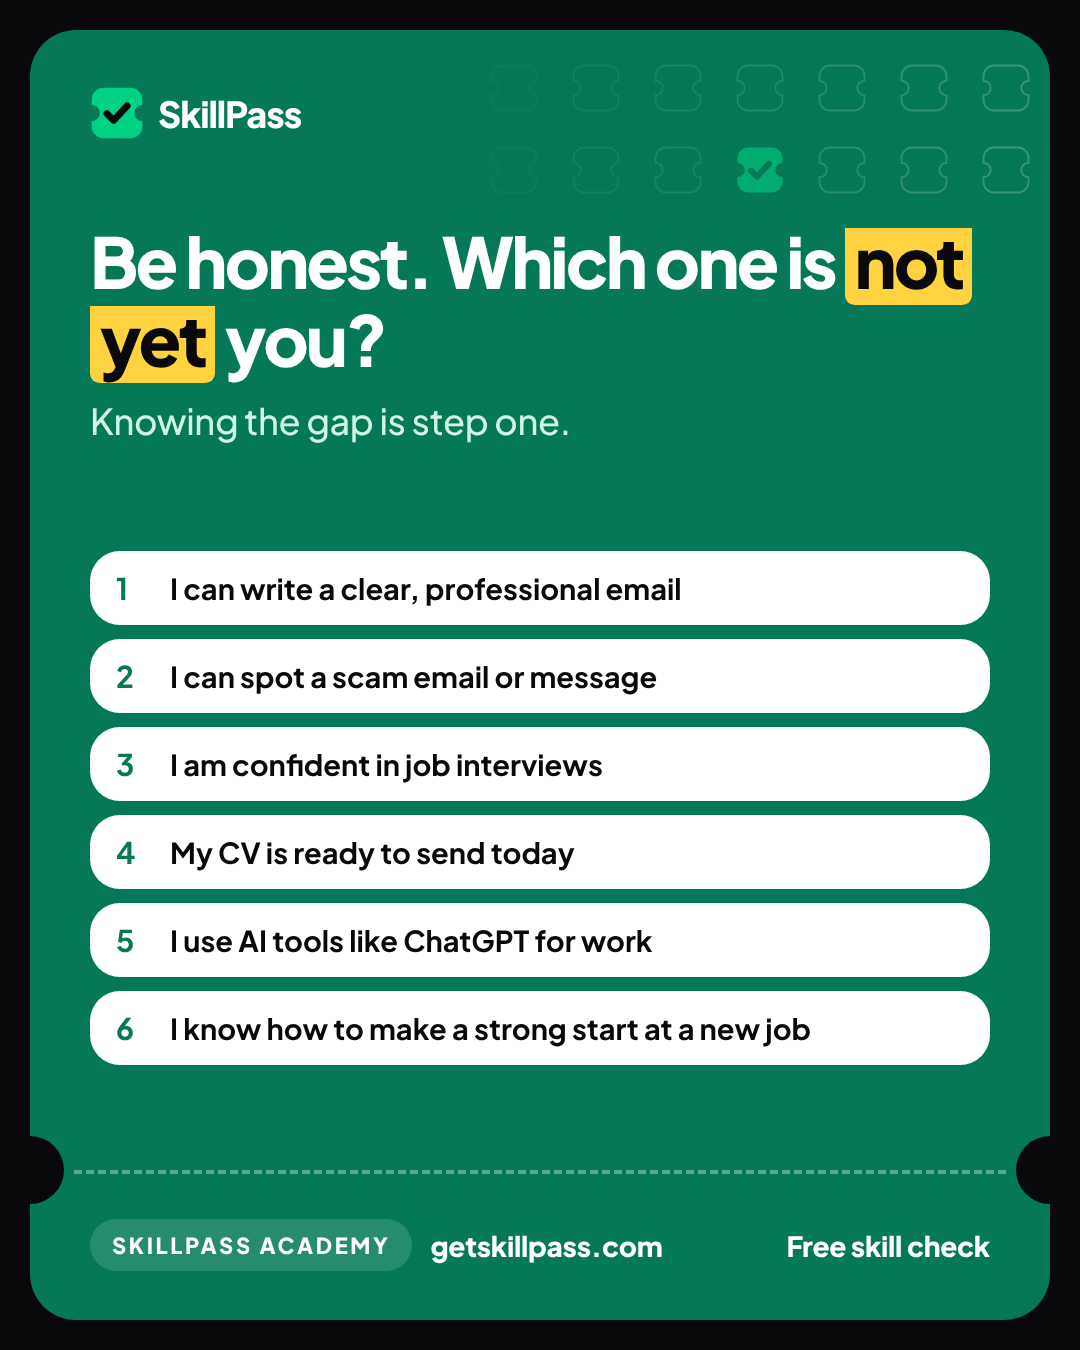 SkillPass
Be honest. Which one is not
yet you?
Knowing the gap is step one.
1 I can write a clear, professional email
2 I can spot a scam email or message
3 I am confident in job interviews
4 My CV is ready to send today
5 I use AI tools like ChatGPT for work
6 I know how to make a strong start at a new job
SKILLPASS ACADEMY getskillpass.com Free skill check